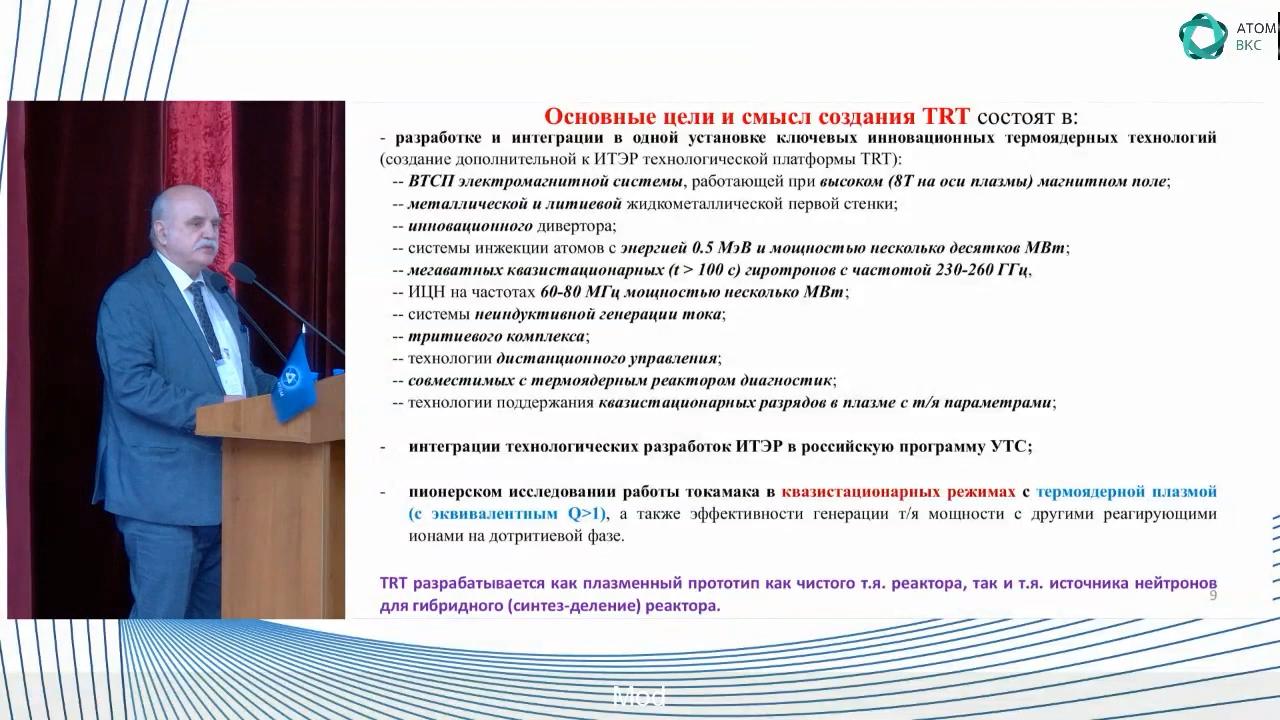 АТОМ
ВКС
Основные цели и смысл создания TRT состоят в:
- разработке и интеграции в одной установке ключевых инновационных термоядерных технологий
(создание дополнительной к ИТЭР технологической платформы TRT):
-- ВТСП электромагнитной системы, работающей при высоком (8Т на оси плазмы) магнитном поле;
-- металлической и литиевой жидкометаллической первой стенки;
-- инновационного дивертора;
-- системы инжекции атомов с энергией 0.5 МэВ и мощностью несколько десятков МВт;
-- мегаватных квазистационарных (t > 100 с) гиротронов с частотой 230-260 ГГц,
-- ИЦН на частотах 60-80 МГц мощностью несколько МВт;
-- системы неиндуктивной генерации тока;
-- тритиевого комплекса;
-- технологии дистанционного управления;
-- совместимых с термоядерным реактором диагностик;
-- технологии поддержания квазистационарных разрядов в плазме с т/я параметрами;
- интеграции технологических разработок ИТЭР в российскую программу УТС;
- пионерском исследовании работы токамака в квазистационарных режимах с термоядерной плазмой
(с эквивалентным Q>1), а также эффективности генерации т/я мощности с другими реагирующими
ионами на дотритиевой фазе.
TRT разрабатывается как плазменный прототип как чистого т.я. реактора, так и т.я. источника нейтронов
для гибридного (синтез-деление) реактора.
9
Mod